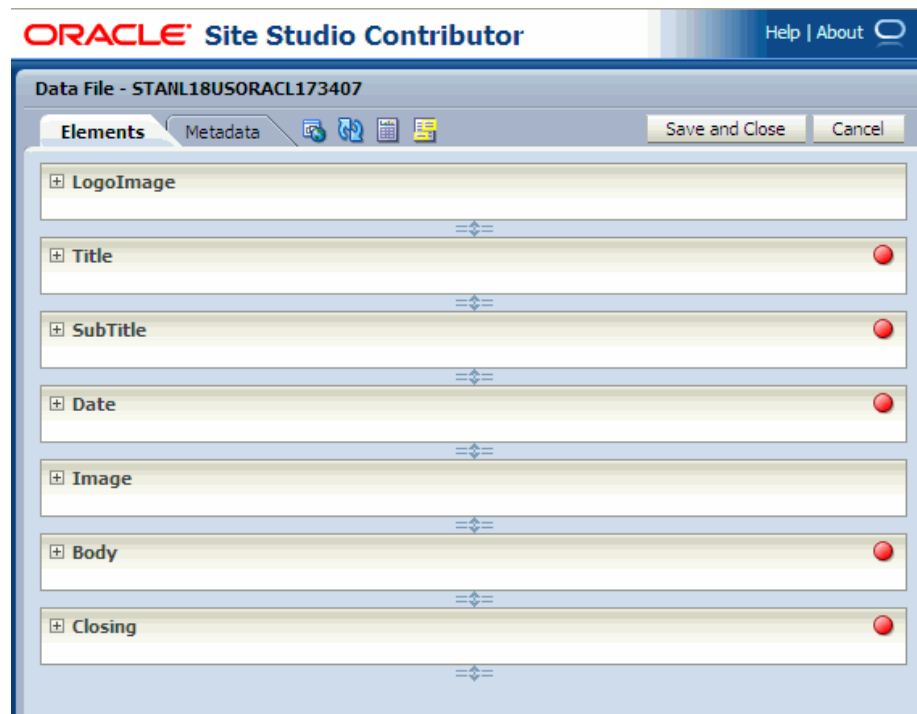 ORACLE Site Studio Contributor
Help | About
Data File - STANL18USORACL173407
Elements Metadata Save and Close Cancel
LogoImage
Title
SubTitle
Date
Image
Body
Closing